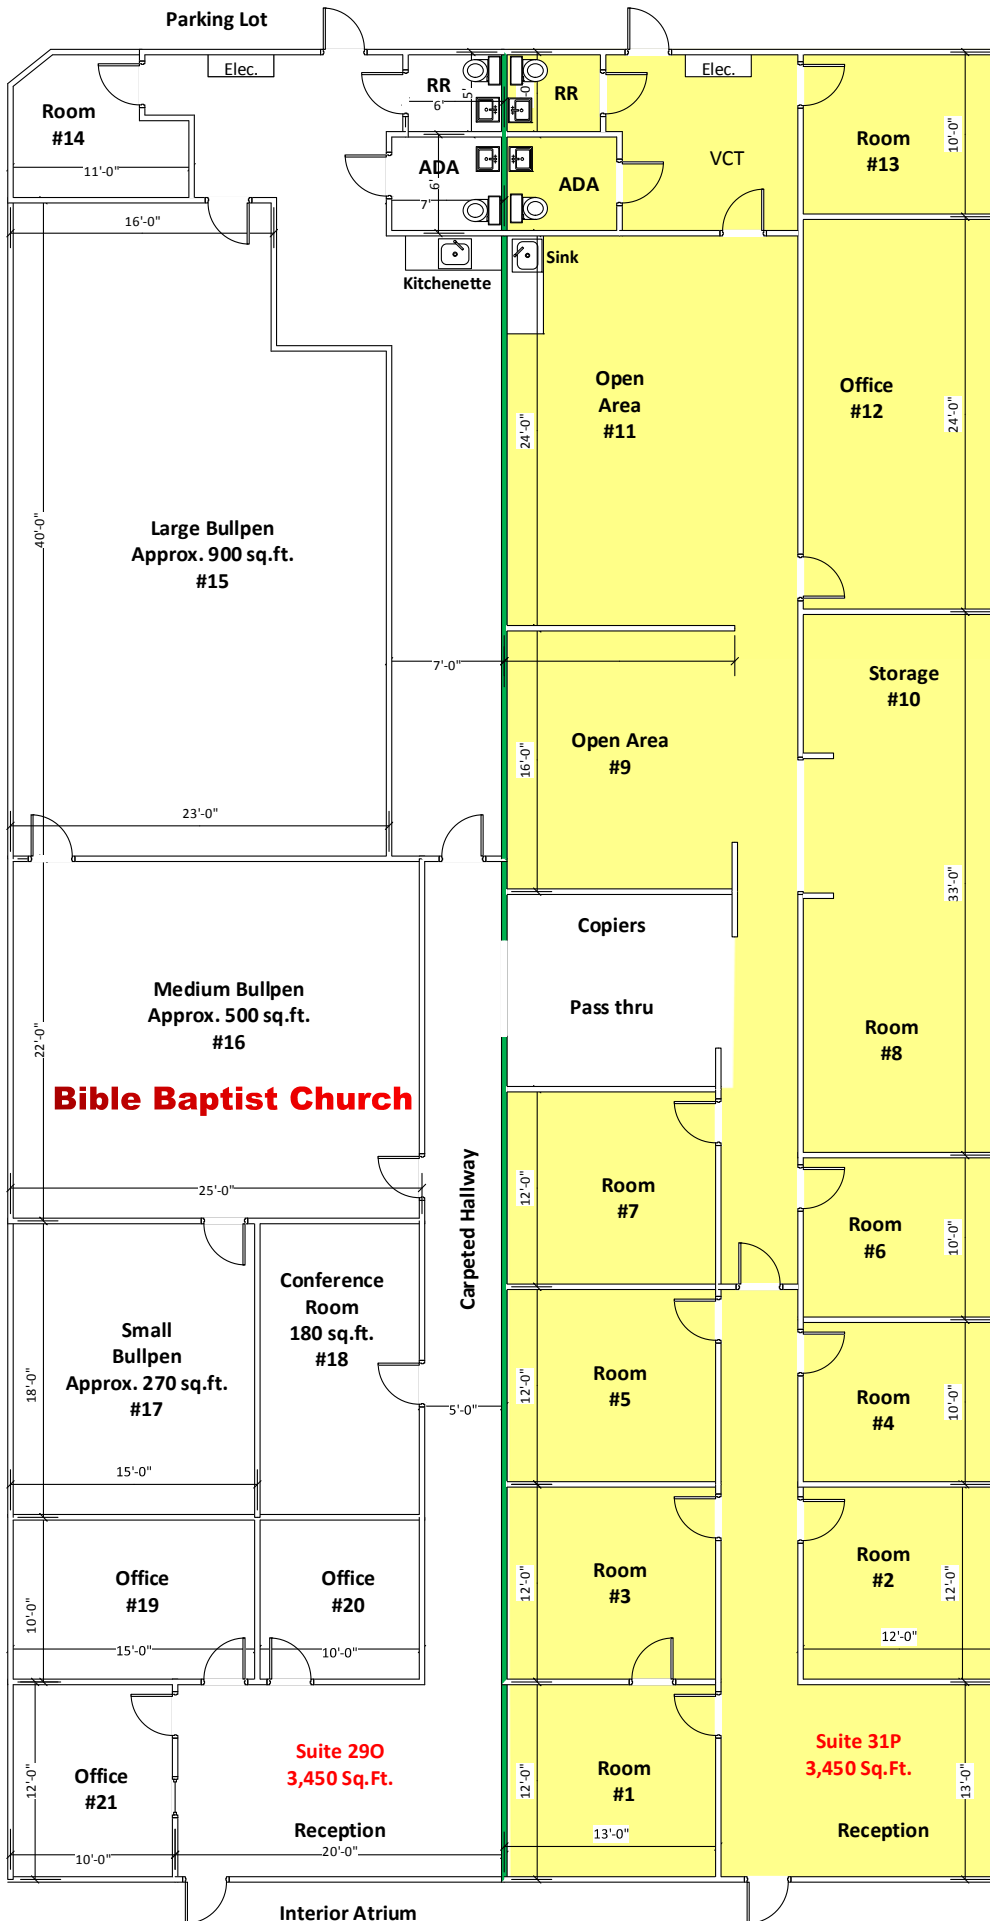 Parking Lot
Elec.
RR
5'
6'
-0"
RR
Elec.
Room
#14
11'-0"
ADA
6'
7'
ADA
VCT
Room
#13
10'-0"
16'-0"
Kitchenette
Sink
40'-0"
Large Bullpen
Approx. 900 sq.ft.
#15
Open
Area
#11
24'-0"
Office
#12
24'-0"
7'-0"
Storage
#10
Open Area
#9
16'-0"
23'-0"
33'-0"
Copiers
Pass thru
Medium Bullpen
Approx. 500 sq.ft.
#16
22'-0"
Bible Baptist Church
Room
#8
25'-0"
Carpeted Hallway
12'-0"
Room
#7
Room
#6
10'-0"
Conference
Room
180 sq.ft.
#18
Small
Bullpen
Approx. 270 sq.ft.
#17
18'-0"
15'-0"
5'-0"
12'-0"
Room
#5
Room
#4
10'-0"
Office
#19
10'-0"
15'-0"
Office
#20
10'-0"
12'-0"
Room
#3
Room
#2
12'-0"
12'-0"
Office
#21
12'-0"
10'-0"
Suite 29O
3,450 Sq.Ft.
Reception
20'-0"
12'-0"
Room
#1
13'-0"
Suite 31P
3,450 Sq.Ft.
Reception
13'-0"
Interior Atrium